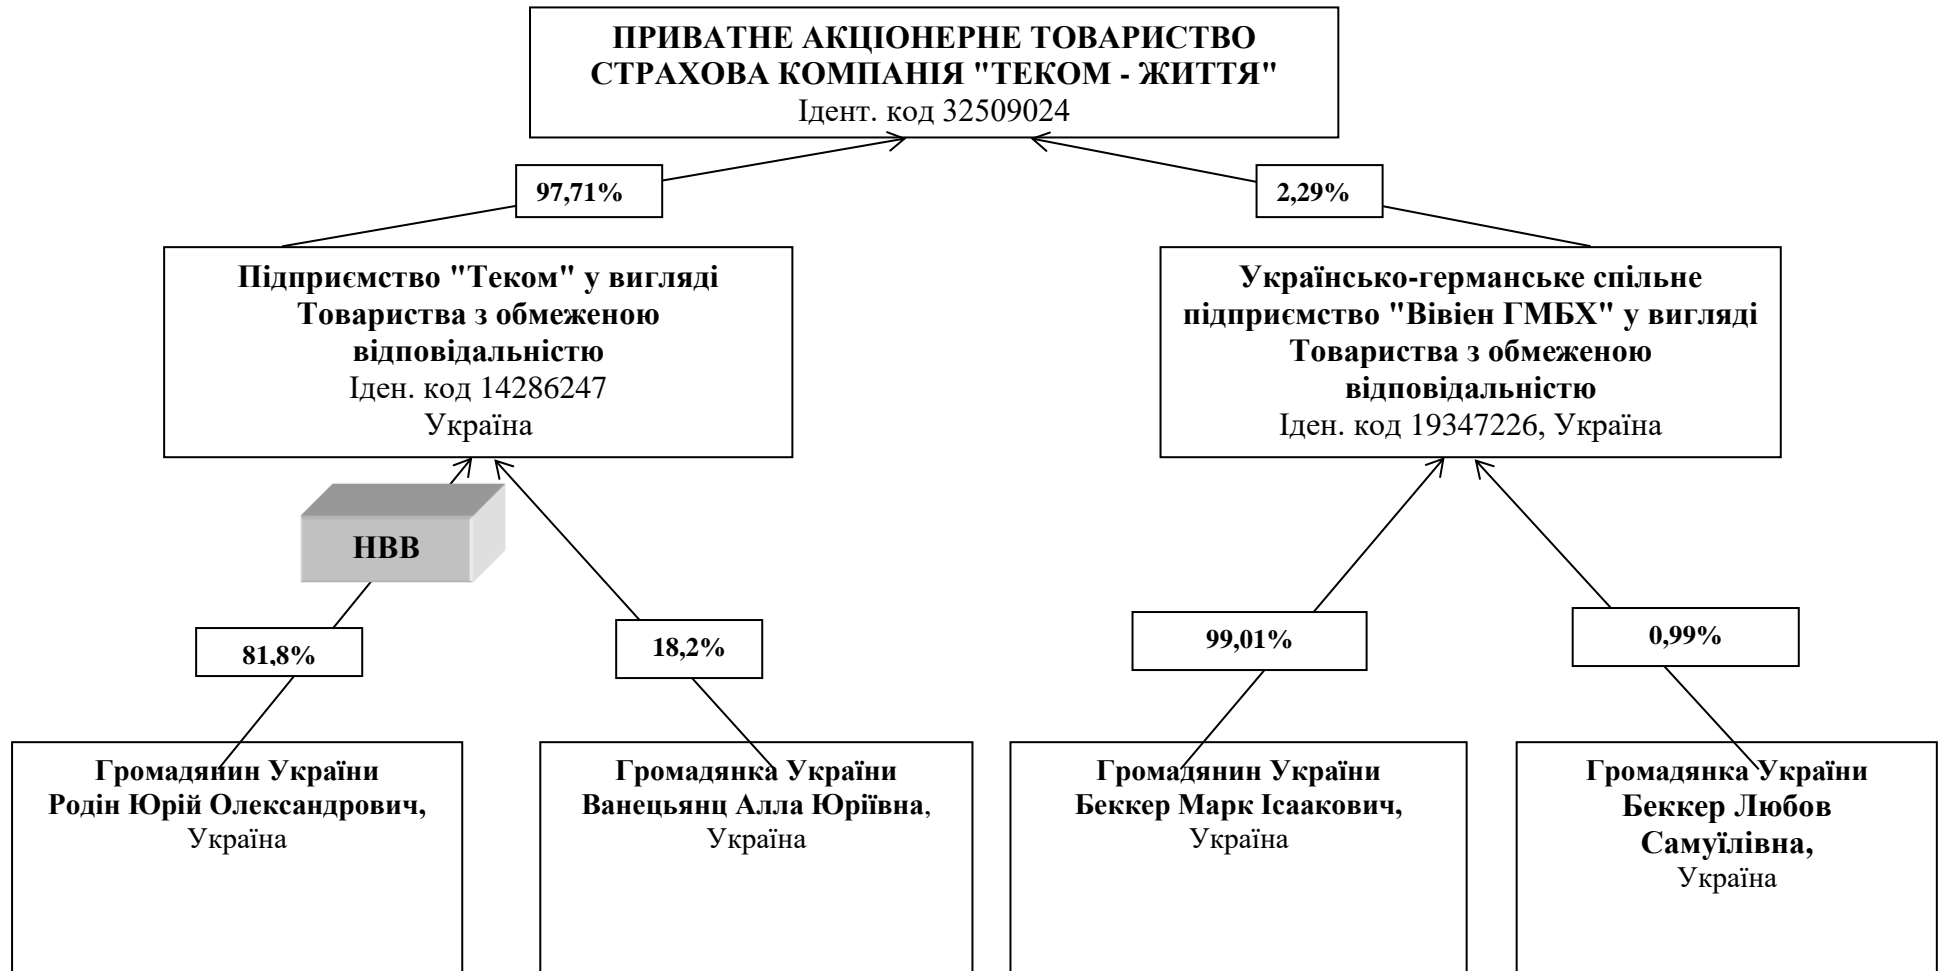 ПРИВАТНЕ АКЦІОНЕРНЕ ТОВАРИСТВО
СТРАХОВА КОМПАНІЯ "ТЕКОМ - ЖИТТЯ"
Ідент. код 32509024
97,71%
2,29%
Підприємство "Теком" у вигляді
Товариства з обмеженою
відповідальністю
Іден. код 14286247
Україна
Українсько-германське спільне
підприємство "Вівіен ГМБХ" у вигляді
Товариства з обмеженою
відповідальністю
Іден. код 19347226, Україна
НВВ
81,8%
18,2%
99,01%
0,99%
Громадянин України
Родін Юрій Олександрович,
Україна
Громадянка України
Ванецьянц Алла Юріївна,
Україна
Громадянин України
Беккер Марк Ісаакович,
Україна
Громадянка України
Беккер Любов
Самуїлівна,
Україна